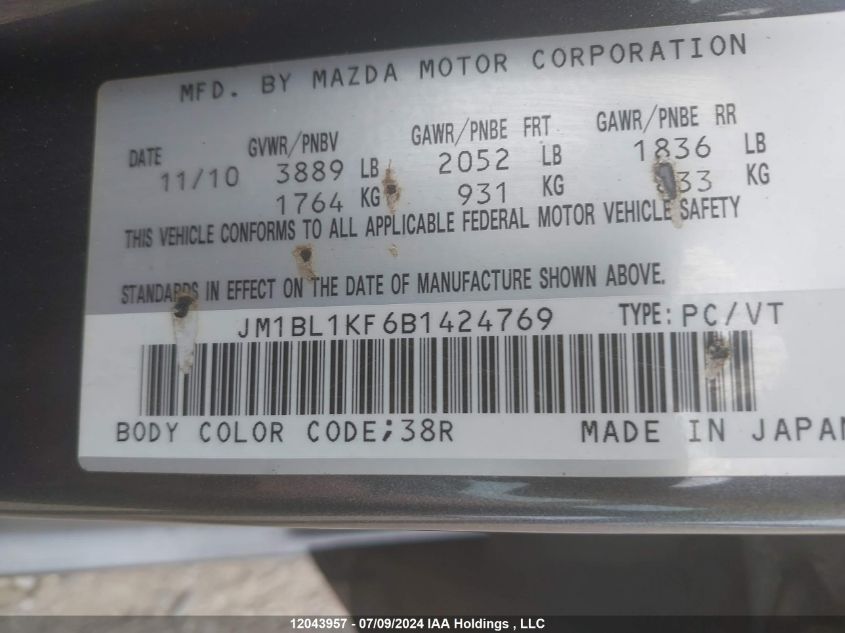 MFD. BY MAZDA MOTOR CORPORATION
DATE GVWR/PNBV GAWR/PNBE FRT GAWR/PNBE RR
11/10 3889 LB 2052 LB 1836 LB
1764 KG 931 KG KG
THIS VEHICLE CONFORMS TO ALL APPLICABLE FEDERAL MOTOR VEHICLE SAFETY
STANDARDS IN EFFECT ON THE DATE OF MANUFACTURE SHOWN ABOVE.
JM1BL1KF6B1424769 TYPE: PC/VT
BODY COLOR CODE;38R MADE IN JAPAN
12043957 - 07/09/2024 IAA Holdings , LLC